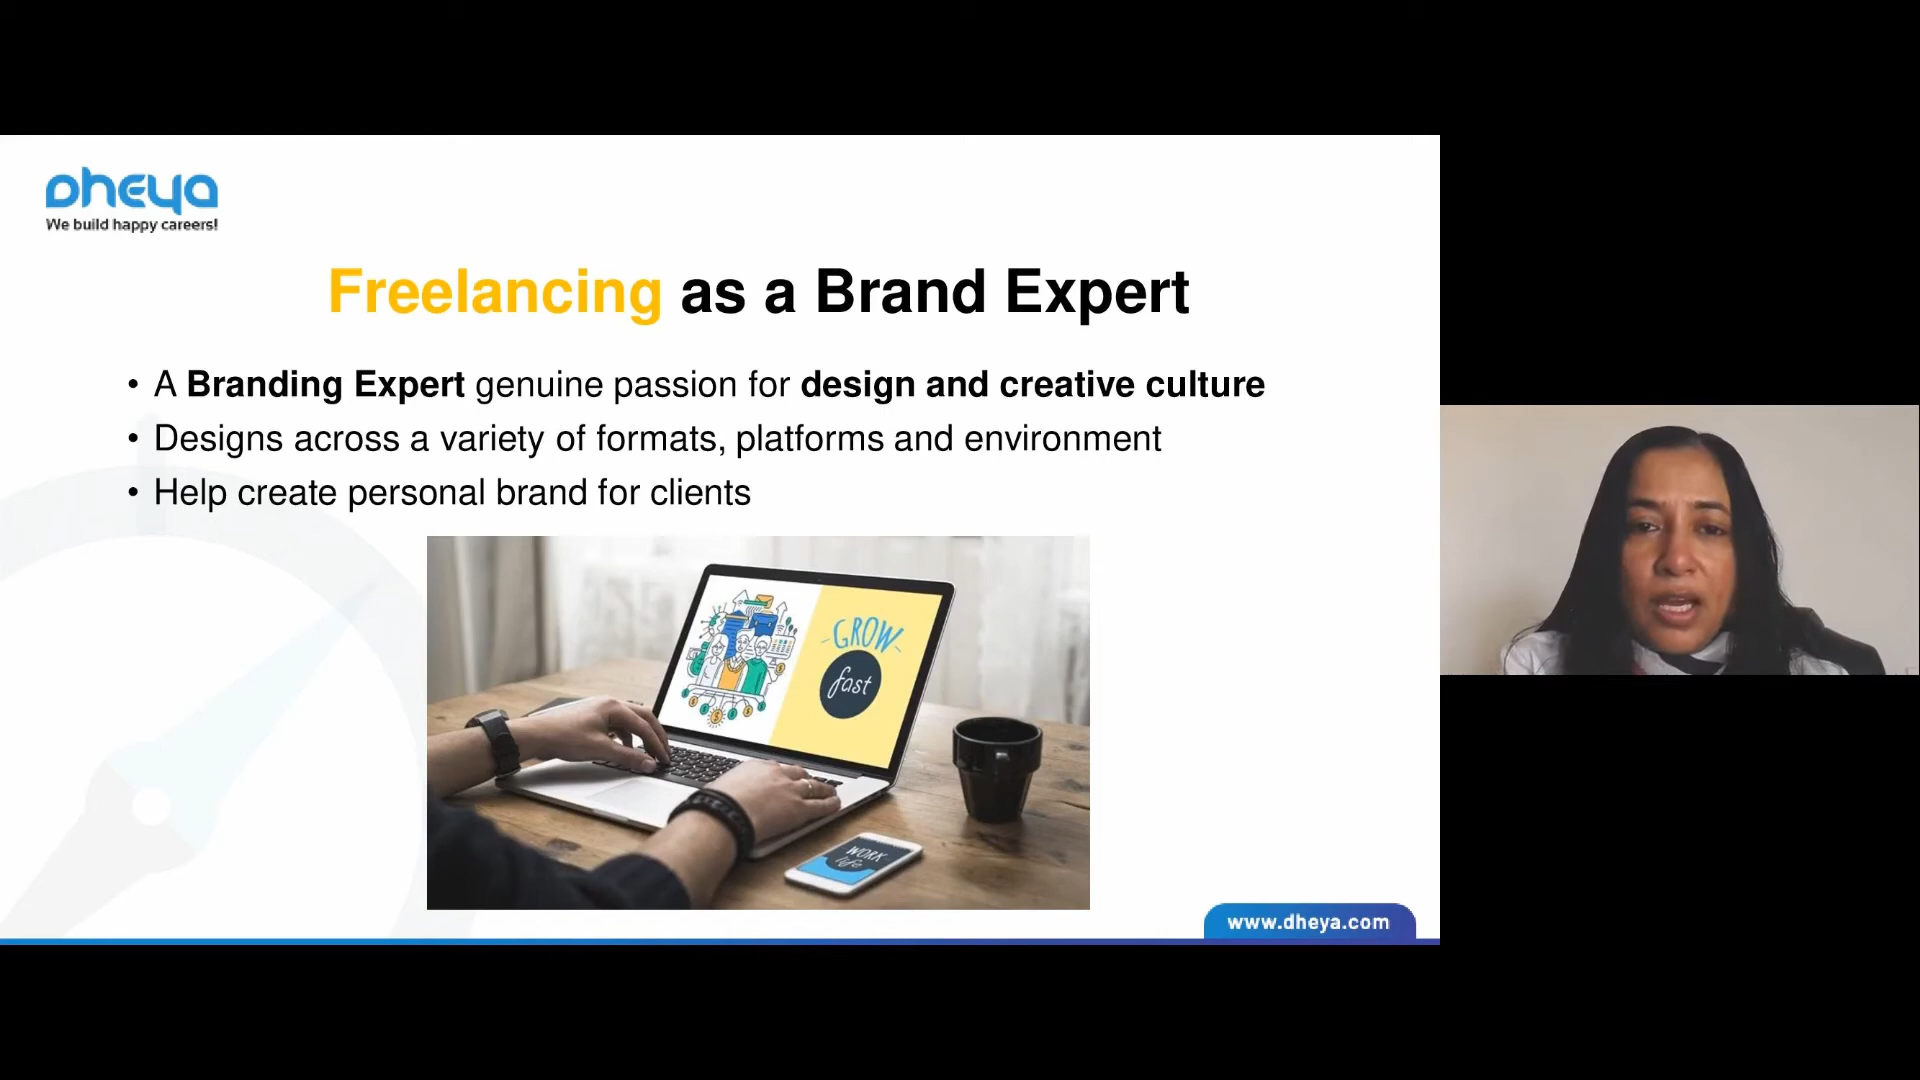 Dheya
We build happy careers!
Freelancing as a Brand Expert
• A Branding Expert genuine passion for design and creative culture
• Designs across a variety of formats, platforms and environment
• Help create personal brand for clients
GROW
fast
WORK
life
www.dheya.com